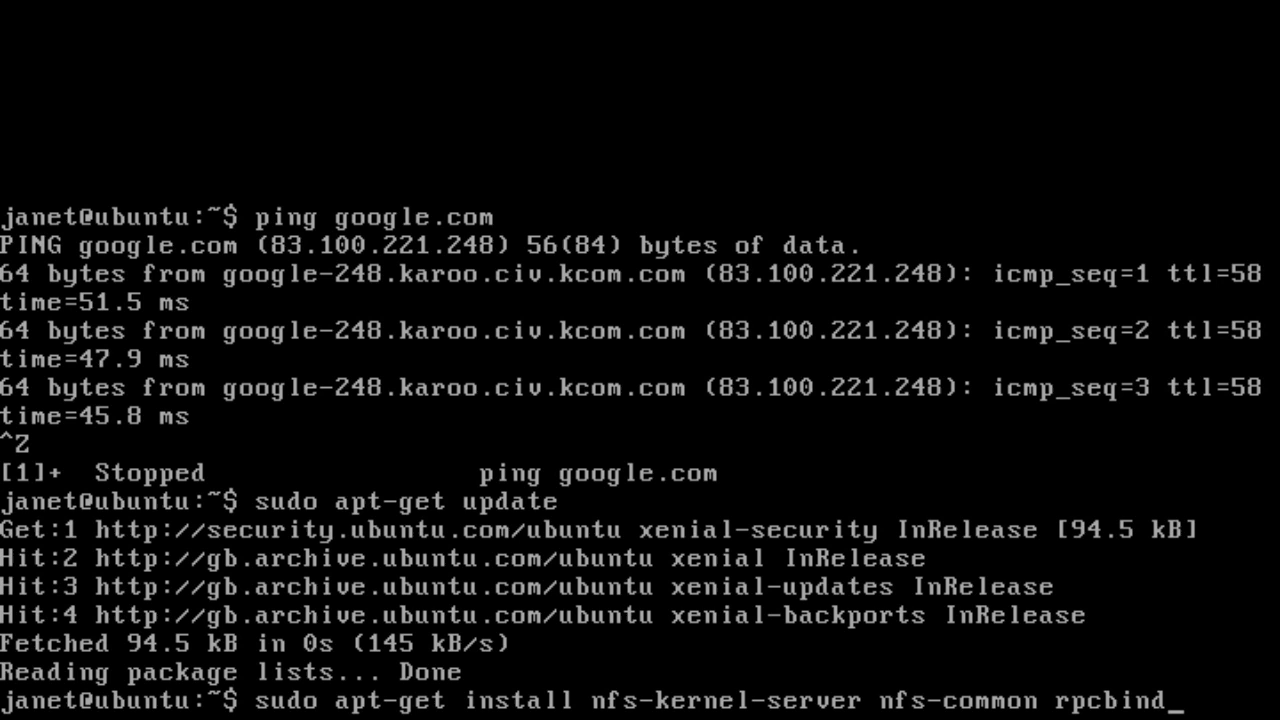 janet@ubuntu:~$ ping google.com
PING google.com (83.100.221.248) 56(84) bytes of data.
64 bytes from google-248.karoo.civ.kcom.com (83.100.221.248): icmp_seq=1 ttl=58
time=51.5 ms
64 bytes from google-248.karoo.civ.kcom.com (83.100.221.248): icmp_seq=2 ttl=58
time=47.9 ms
64 bytes from google-248.karoo.civ.kcom.com (83.100.221.248): icmp_seq=3 ttl=58
time=45.8 ms
^Z
[1]+  Stopped                 ping google.com
janet@ubuntu:~$ sudo apt-get update
Get:1 http://security.ubuntu.com/ubuntu xenial-security InRelease [94.5 kB]
Hit:2 http://gb.archive.ubuntu.com/ubuntu xenial InRelease
Hit:3 http://gb.archive.ubuntu.com/ubuntu xenial-updates InRelease
Hit:4 http://gb.archive.ubuntu.com/ubuntu xenial-backports InRelease
Fetched 94.5 kB in 0s (145 kB/s)
Reading package lists... Done
janet@ubuntu:~$ sudo apt-get install nfs-kernel-server nfs-common rpcbind_